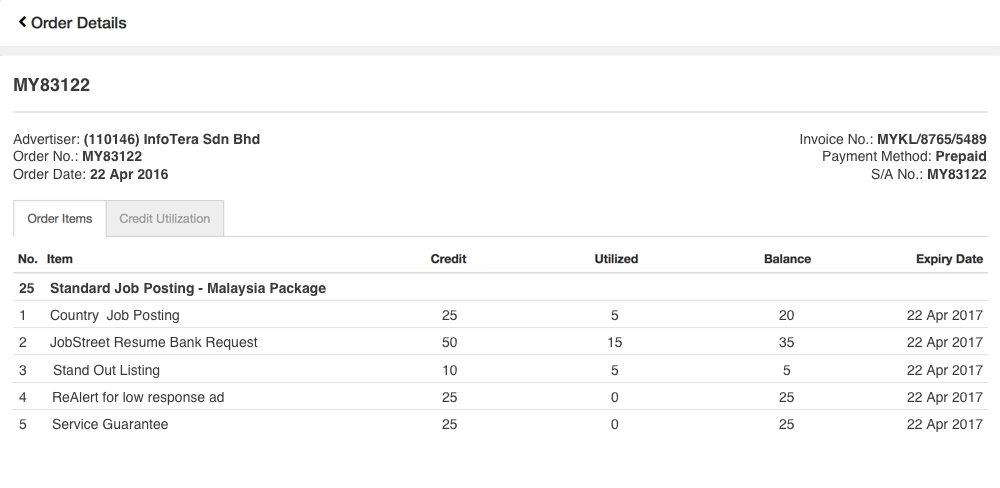 Order Details
MY83122
Advertiser: (110146) InfoTera Sdn Bhd
Invoice No.: MYKL/8765/5489
Order No.: MY83122
Payment Method: Prepaid
Order Date: 22 Apr 2016
S/A No.: MY83122
Order Items Credit Utilization
No. Item Credit Utilized Balance Expiry Date
25 Standard Job Posting - Malaysia Package
1 Country Job Posting 25 5 20 22 Apr 2017
2 JobStreet Resume Bank Request 50 15 35 22 Apr 2017
3 Stand Out Listing 10 5 5 22 Apr 2017
4 ReAlert for low response ad 25 0 25 22 Apr 2017
5 Service Guarantee 25 0 25 22 Apr 2017